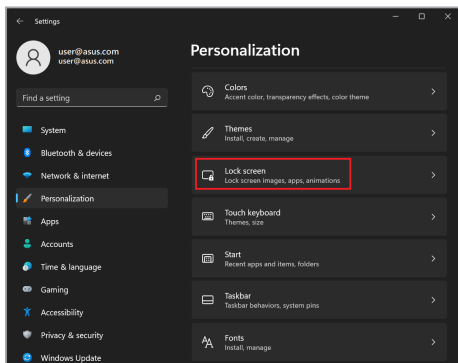 Settings
user@asus.com
user@asus.com
Find a setting
System
Bluetooth & devices
Network & internet
Personalization
Apps
Accounts
Time & language
Gaming
Accessibility
Privacy & security
Windows Update
Personalization
Colors
Accent color, transparency effects, color theme
Themes
Install, create, manage
Lock screen
Lock screen images, apps, animations
Touch keyboard
Themes, size
Start
Recent apps and items, folders
Taskbar
Taskbar behaviors, system pins
Fonts
Install, manage